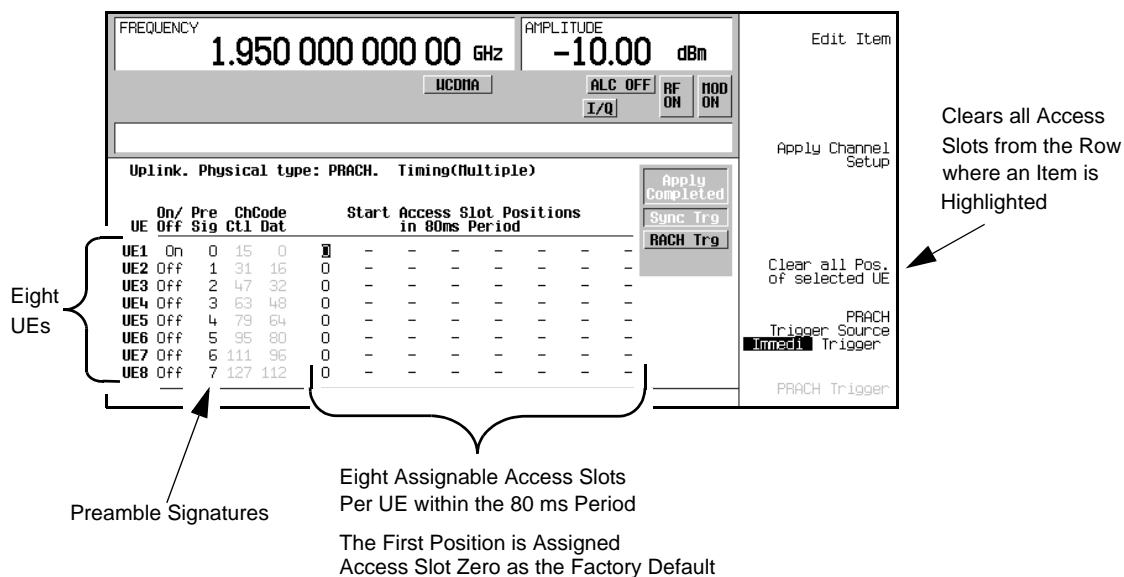 FREQUENCY
1.950 000 000 00 GHz
AMPLITUDE
-10.00 dBm
WCDMA
ALC OFF
I/Q
RF ON
MOD ON
Uplink. Physical type: PRACH. Timing(Multiple)
Apply
Completed
Sync Trg
RACH Trg
On/ Pre ChCode Start Access Slot Positions
UE Off Sig Ctl Dat in 80ms Period
UE1 On 0 15 0 0 - - - - - - -
UE2 Off 1 31 16 0 - - - - - - -
UE3 Off 2 47 32 0 - - - - - - -
UE4 Off 3 63 48 0 - - - - - - -
UE5 Off 4 79 64 0 - - - - - - -
UE6 Off 5 95 80 0 - - - - - - -
UE7 Off 6 111 96 0 - - - - - - -
UE8 Off 7 127 112 0 - - - - - - -
Edit Item
Apply Channel
Setup
Clear all Pos.
of selected UE
PRACH
Trigger Source
Immedi Trigger
PRACH Trigger
Clears all Access
Slots from the Row
where an Item is
Highlighted
Eight
UEs
Preamble Signatures
Eight Assignable Access Slots
Per UE within the 80 ms Period
The First Position is Assigned
Access Slot Zero as the Factory Default